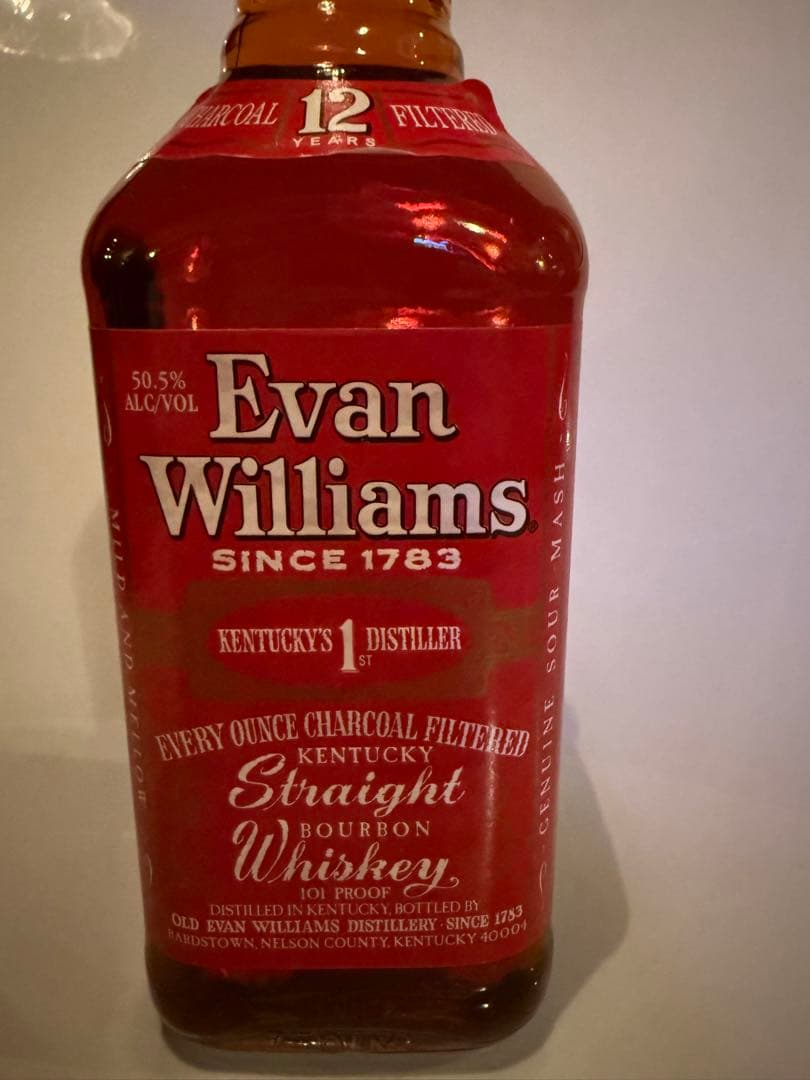 CHARCOAL 12 FILTERED
YEARS
50.5%
ALC/VOL
Evan
Williams
SINCE 1783
KENTUCKY'S 1ST DISTILLER
EVERY OUNCE CHARCOAL FILTERED
KENTUCKY
Straight
BOURBON
Whiskey
101 PROOF
DISTILLED IN KENTUCKY, BOTTLED BY
OLD EVAN WILLIAMS DISTILLERY · SINCE 1783
BARDSTOWN, NELSON COUNTY, KENTUCKY 40004
MILD AND MELLOW
GENUINE SOUR MASH